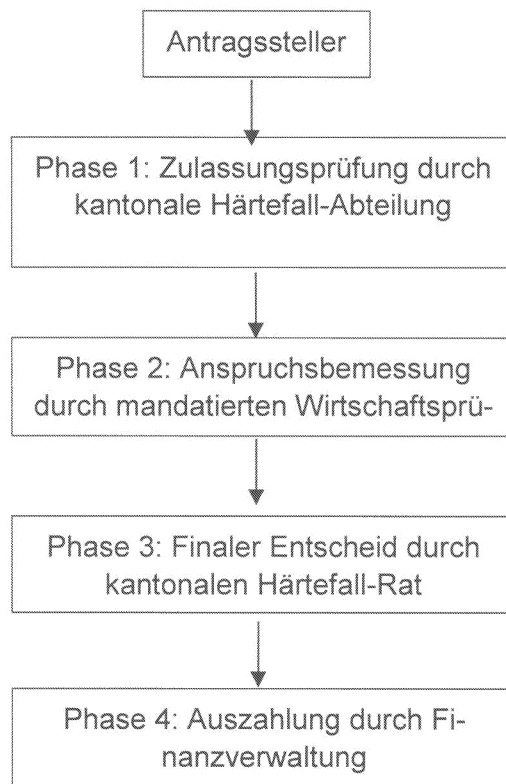 Antragssteller
Phase 1: Zulassungsprüfung durch
kantonale Härtefall-Abteilung
Phase 2: Anspruchsbemessung
durch mandatierten Wirtschaftsprü-
Phase 3: Finaler Entscheid durch
kantonalen Härtefall-Rat
Phase 4: Auszahlung durch Fi-
nanzverwaltung